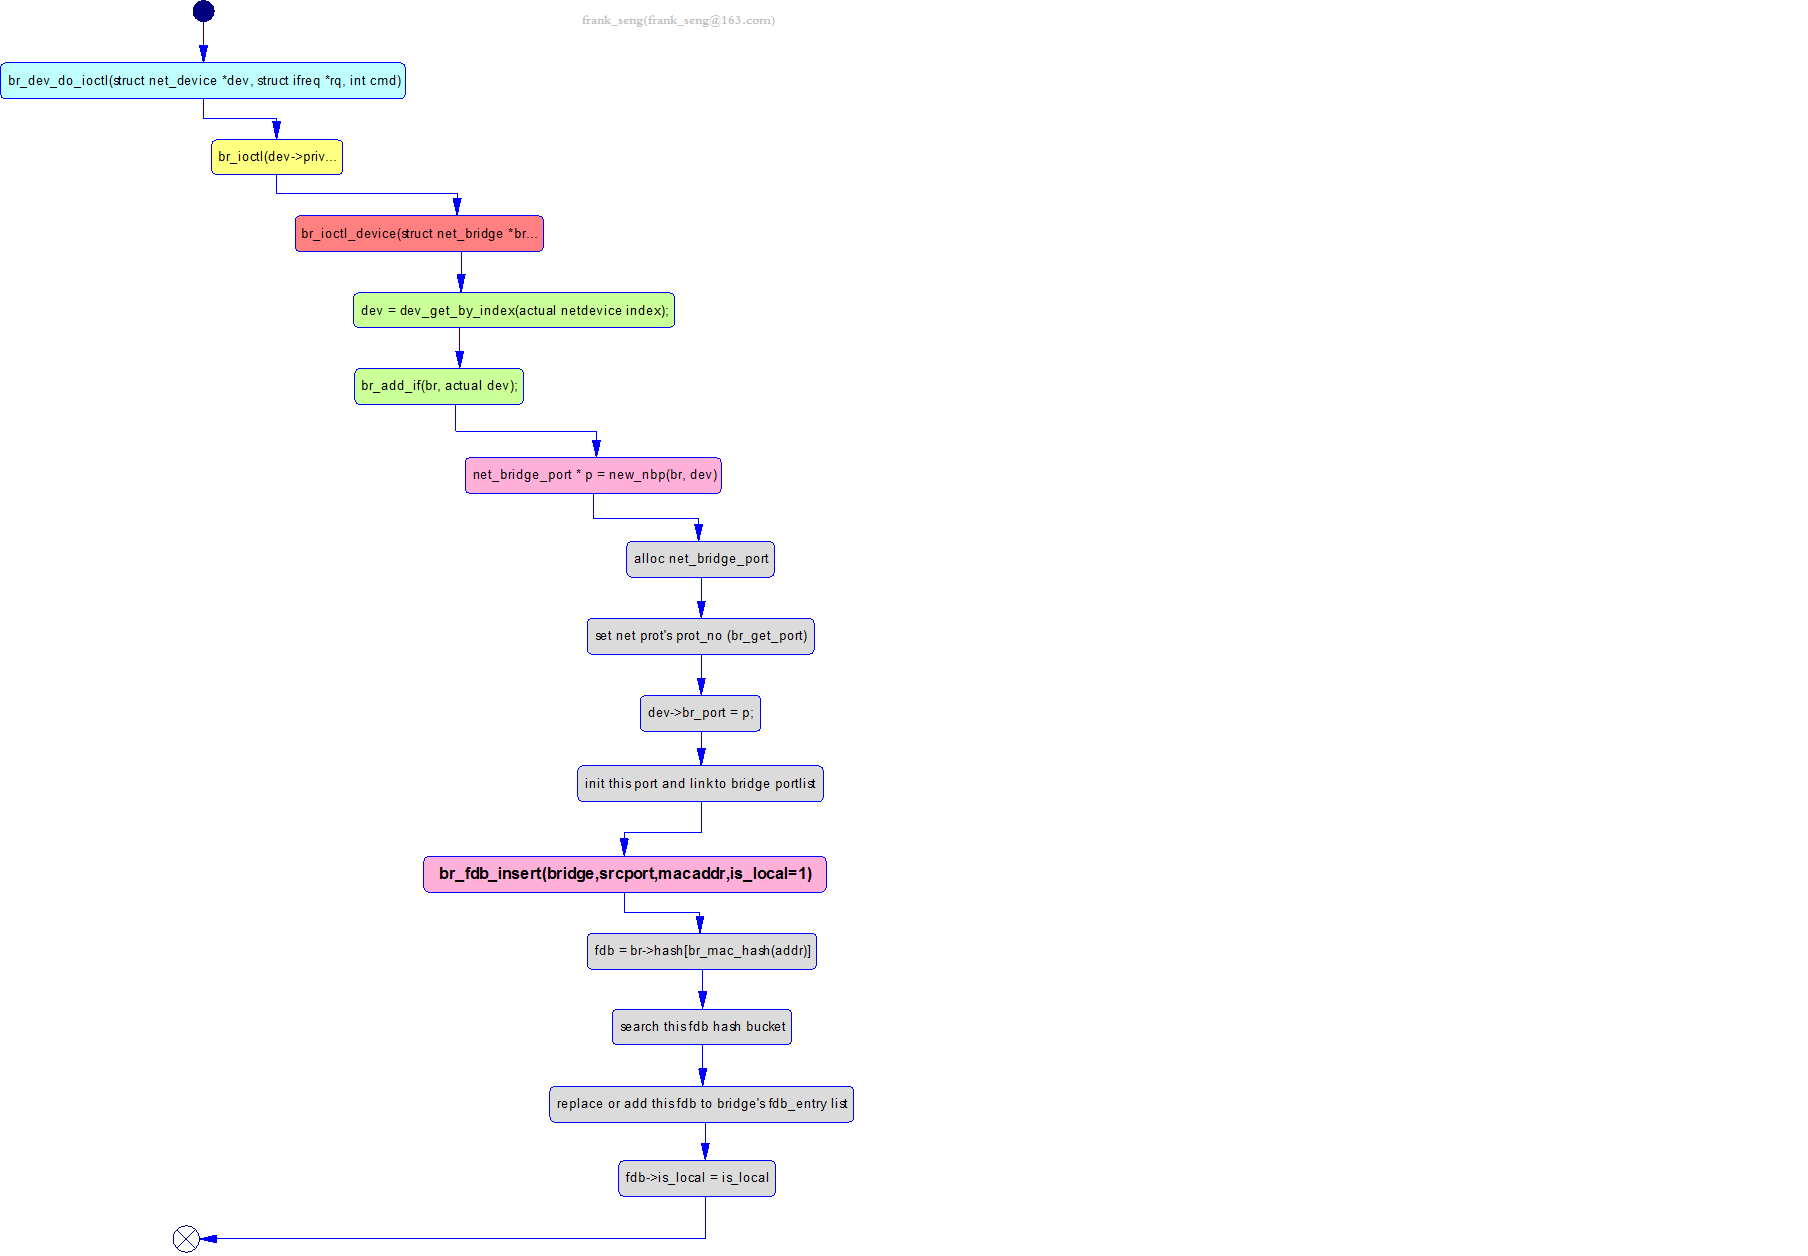 frank_seng(frank_seng@163.com)
br_dev_do_ioctl(struct net_device *dev, struct ifreq *rq, int cmd)
br_ioctl(dev->priv...
br_ioctl_device(struct net_bridge *br...
dev = dev_get_by_index(actual netdevice index);
br_add_if(br, actual dev);
net_bridge_port * p = new_nbp(br, dev)
alloc net_bridge_port
set net prot's prot_no (br_get_port)
dev->br_port = p;
init this port and link to bridge portlist
br_fdb_insert(bridge,srcport,macaddr,is_local=1)
fdb = br->hash[br_mac_hash(addr)]
search this fdb hash bucket
replace or add this fdb to bridge's fdb_entry list
fdb->is_local = is_local